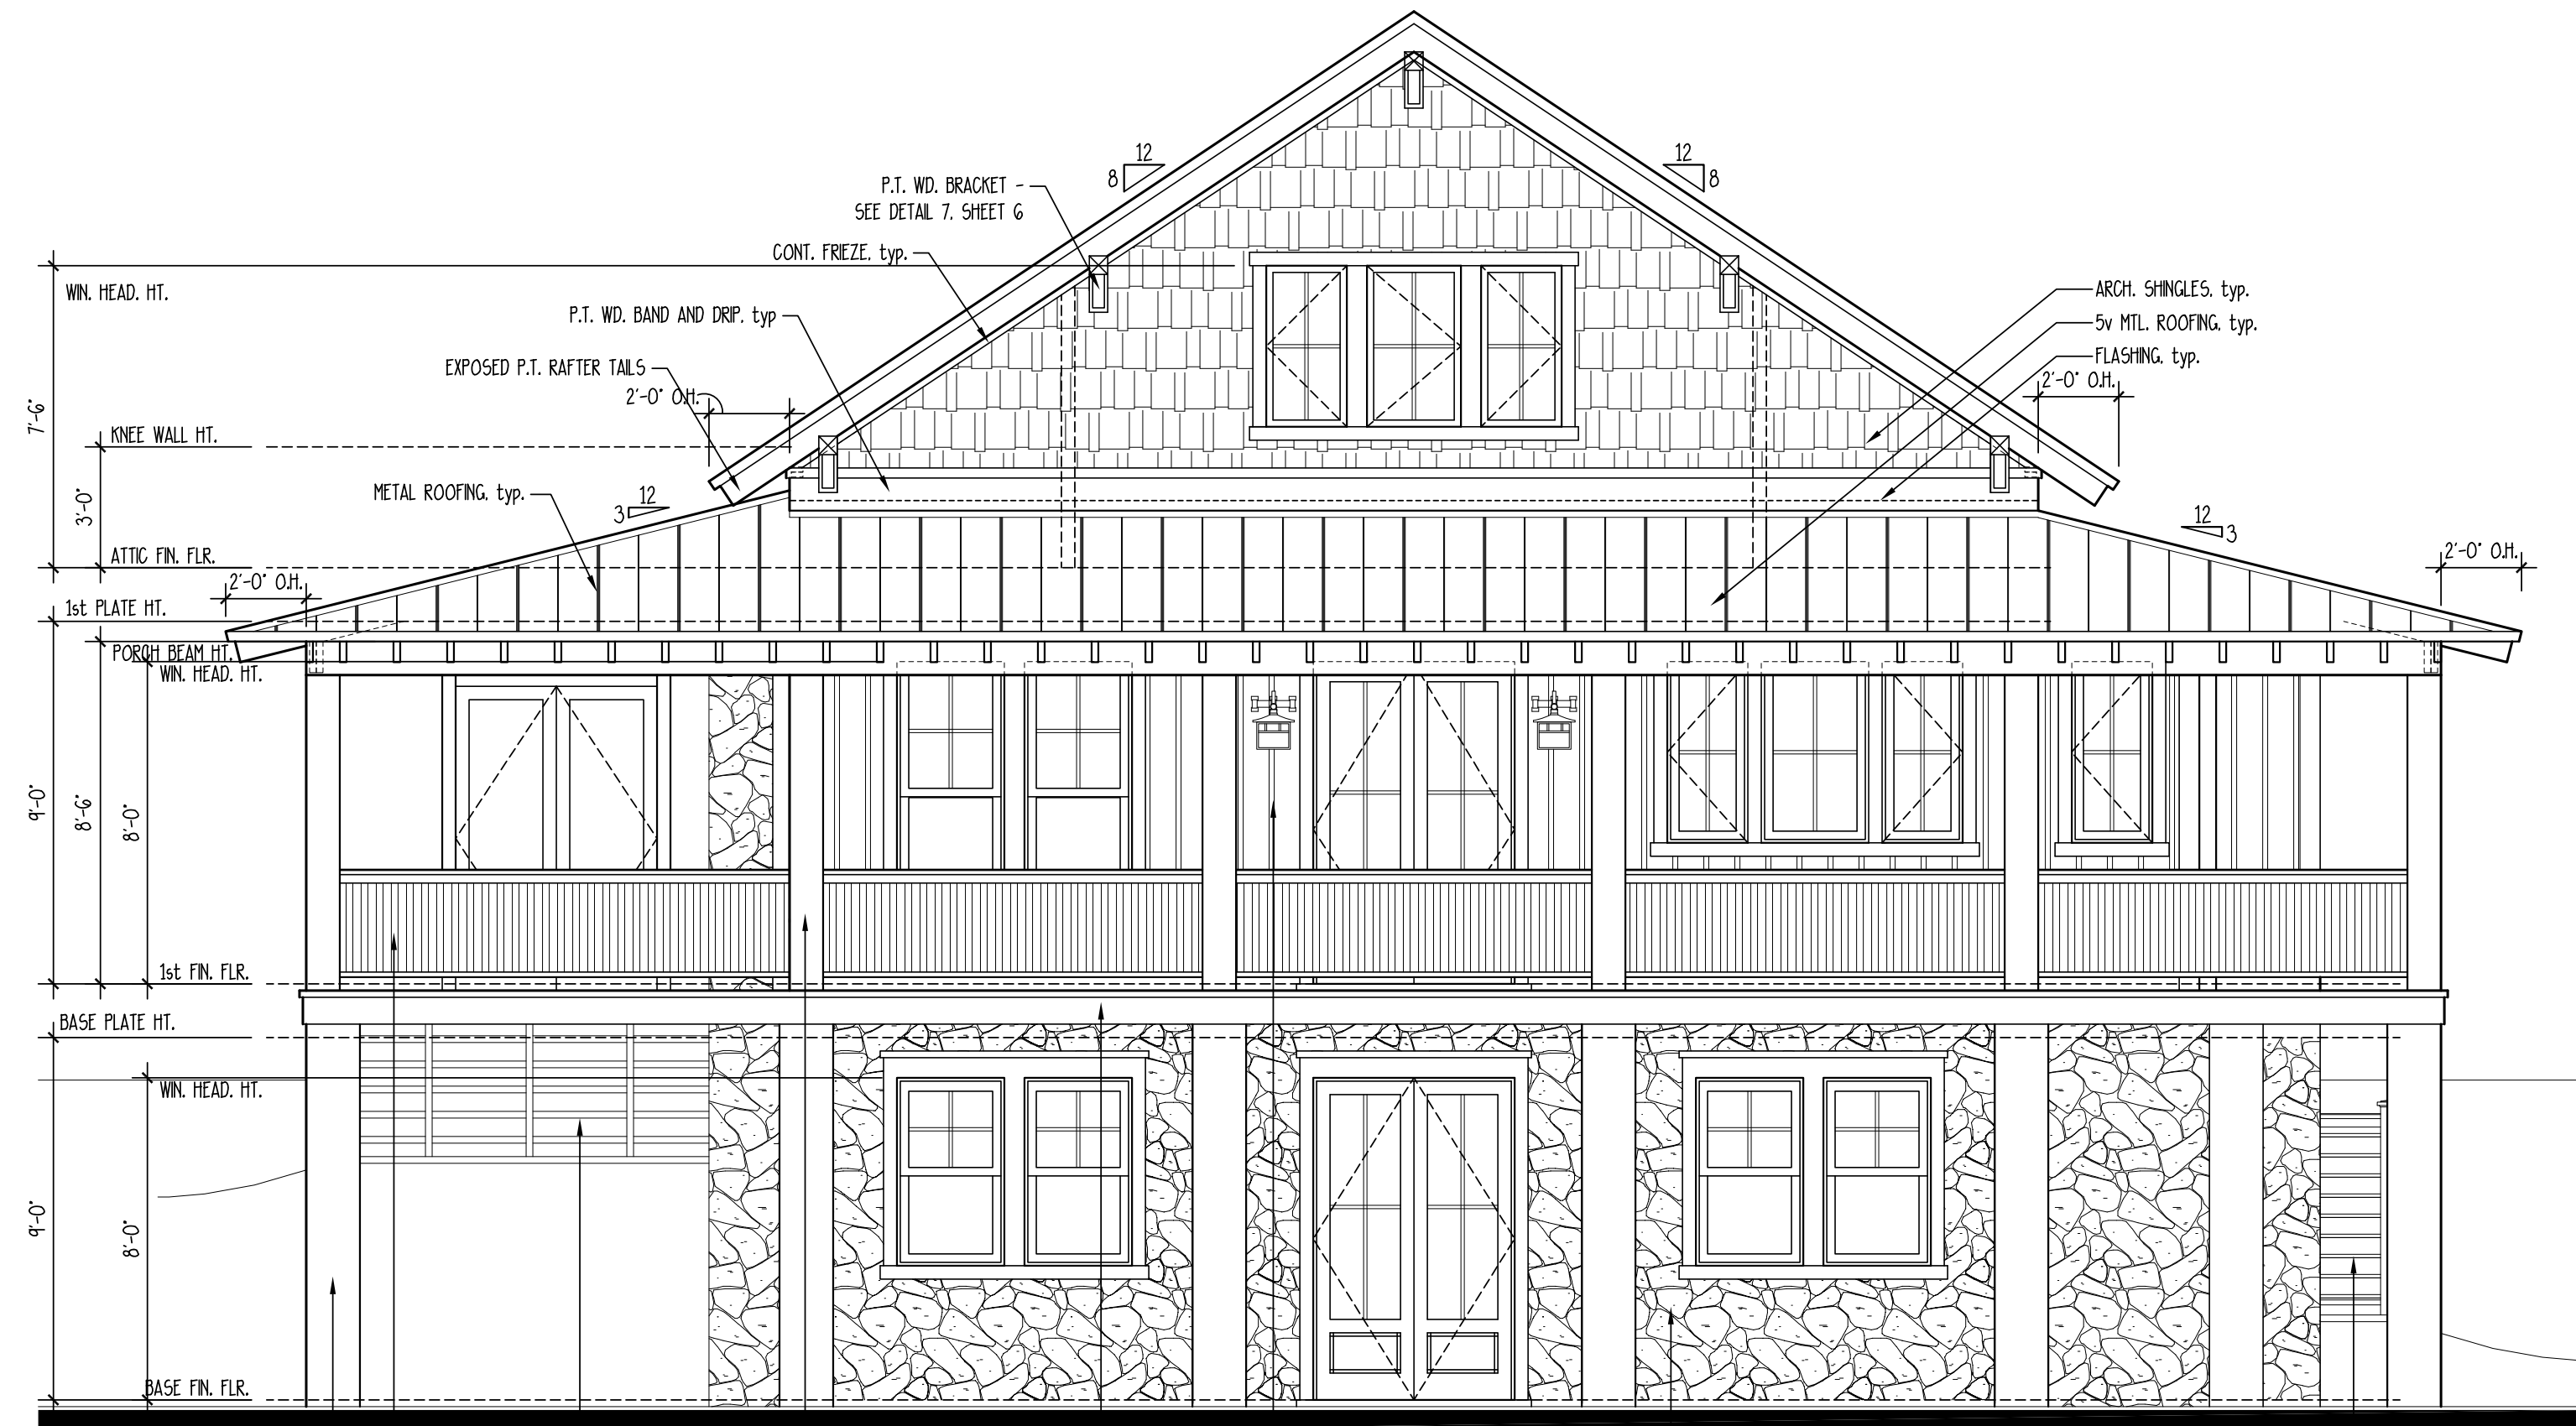 12
8
12
8
P.T. WD. BRACKET -
SEE DETAIL 7, SHEET 6
CONT. FRIEZE, typ.
WIN. HEAD. HT.
P.T. WD. BAND AND DRIP, typ
EXPOSED P.T. RAFTER TAILS
2'-0" O.H.
ARCH. SHINGLES, typ.
5v MTL. ROOFING, typ.
FLASHING, typ.
2'-0" O.H.
7'-6"
KNEE WALL HT.
METAL ROOFING, typ.
12
3
12
3
3'-0"
ATTIC FIN. FLR.
2'-0" O.H.
2'-0" O.H.
1st PLATE HT.
PORCH BEAM HT.
WIN. HEAD. HT.
9'-0"
8'-6"
8'-0"
1st FIN. FLR.
BASE PLATE HT.
WIN. HEAD. HT.
9'-0"
8'-0"
BASE FIN. FLR.